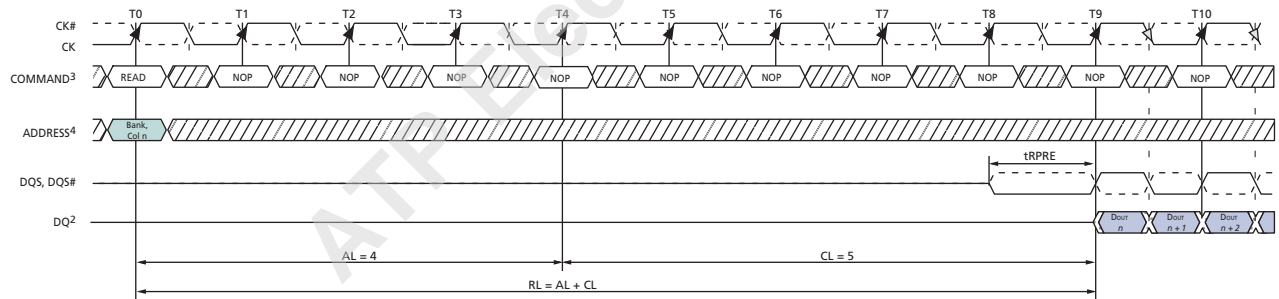 T0 T1 T2 T3 T4 T5 T6 T7 T8 T9 T10
CK#
CK
COMMAND3 READ NOP NOP NOP NOP NOP NOP NOP NOP NOP NOP
ADDRESS4 Bank,
Col n
tRPRE
DQS, DQS#
DQ2 DOUT DOUT DOUT
n n + 1 n + 2
AL = 4 CL = 5
RL = AL + CL
ATP Elec